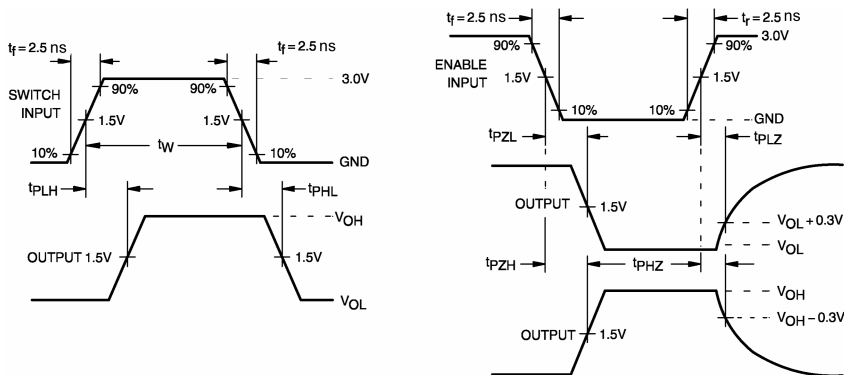 tf= 2.5 ns
tf= 2.5 ns
90%
90%
3.0V
SWITCH
INPUT
1.5V
1.5V
tW
10%
10%
GND
tPLH
tPHL
VOH
OUTPUT 1.5V
1.5V
VOL
tf= 2.5 ns
tr= 2.5 ns
3.0V
90%
90%
ENABLE
INPUT
1.5V
1.5V
10%
10%
GND
tPZL
tPLZ
OUTPUT
1.5V
VOL + 0.3V
VOL
tPZH
tPHZ
VOH
VOH – 0.3V
OUTPUT
1.5V